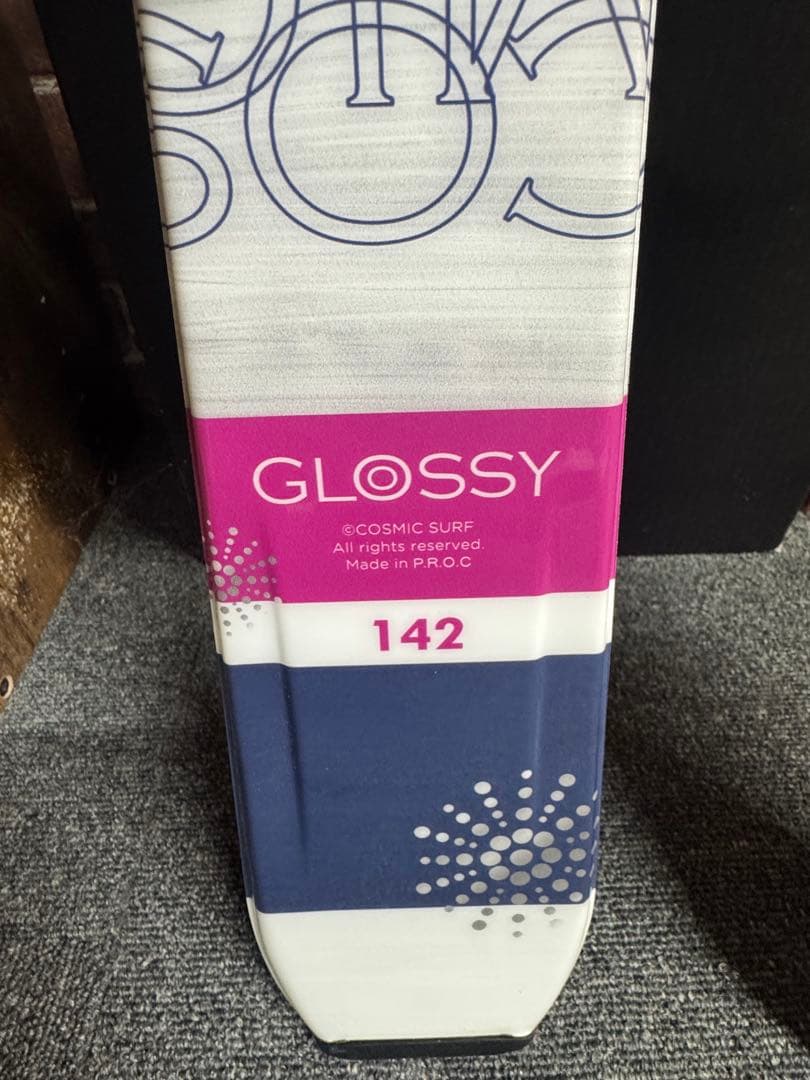 GLOSSY
©COSMIC SURF
All rights reserved.
Made in P.R.O.C
142